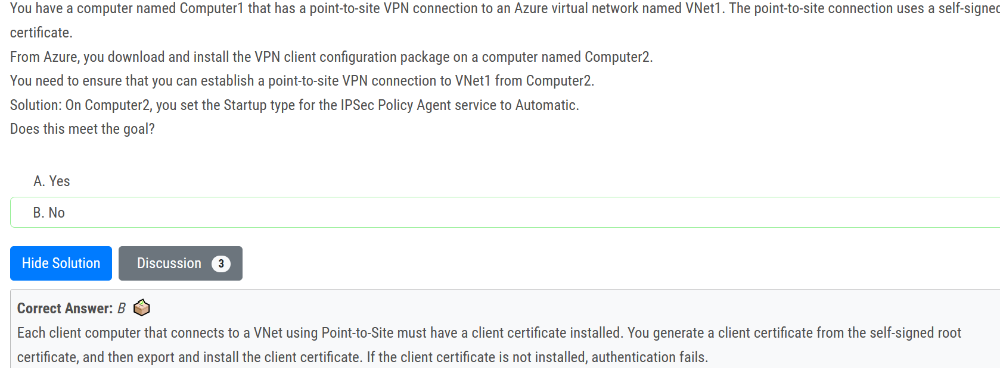 You have a computer named Computer1 that has a point-to-site VPN connection to an Azure virtual network named VNet1. The point-to-site connection uses a self-signed
certificate.
From Azure, you download and install the VPN client configuration package on a computer named Computer2.
You need to ensure that you can establish a point-to-site VPN connection to VNet1 from Computer2.
Solution: On Computer2, you set the Startup type for the IPSec Policy Agent service to Automatic.
Does this meet the goal?
A. Yes
B. No
Hide Solution Discussion 3
Correct Answer: B
Each client computer that connects to a VNet using Point-to-Site must have a client certificate installed. You generate a client certificate from the self-signed root
certificate, and then export and install the client certificate. If the client certificate is not installed, authentication fails.